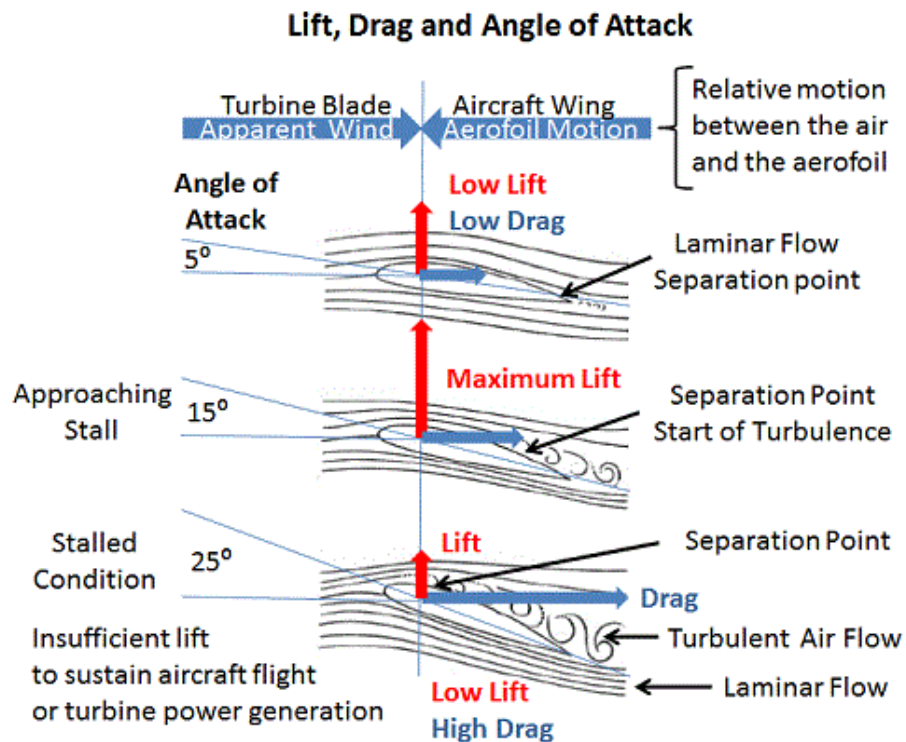 Lift, Drag and Angle of Attack
Turbine Blade
Apparent Wind
Aircraft Wing
Aerofoil Motion
Relative motion
between the air
and the aerofoil
Angle of
Attack
5º
Low Lift
Low Drag
Laminar Flow
Separation point
Approaching
Stall
15º
Maximum Lift
Separation Point
Start of Turbulence
Stalled
Condition
25º
Lift
Separation Point
Drag
Turbulent Air Flow
Laminar Flow
Insufficient lift
to sustain aircraft flight
or turbine power generation
Low Lift
High Drag